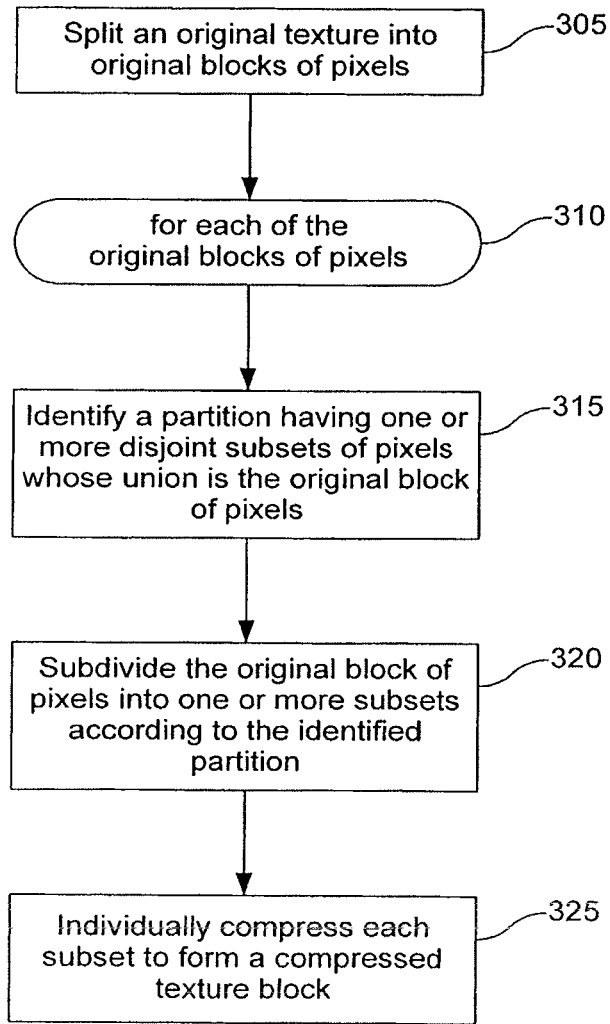 Split an original texture into
original blocks of pixels
305
for each of the
original blocks of pixels
310
Identify a partition having one or
more disjoint subsets of pixels
whose union is the original block
of pixels
315
Subdivide the original block of
pixels into one or more subsets
according to the identified
partition
320
Individually compress each
subset to form a compressed
texture block
325